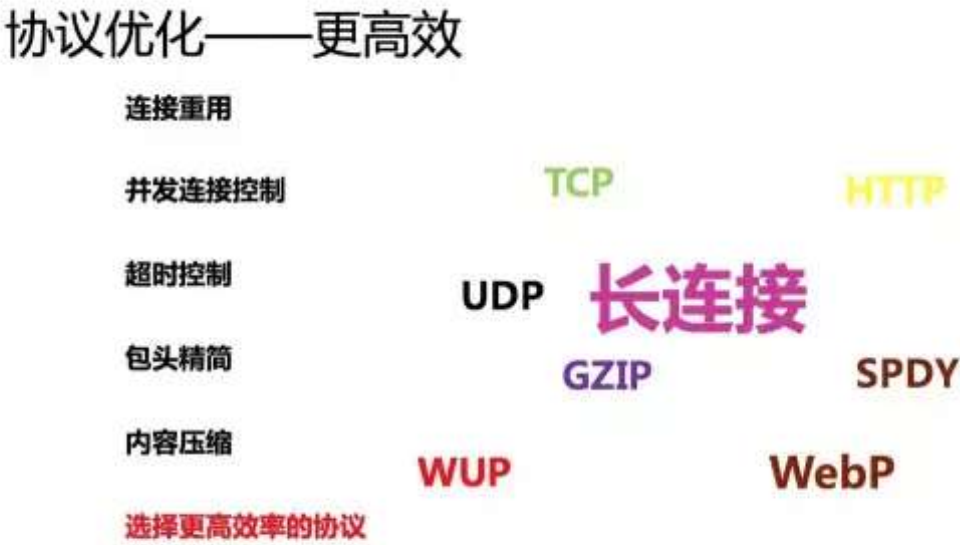 协议优化——更高效
连接重用
并发连接控制
TCP
HTTP
超时控制
UDP
长连接
包头精简
GZIP
SPDY
内容压缩
WUP
WebP
选择更高效率的协议